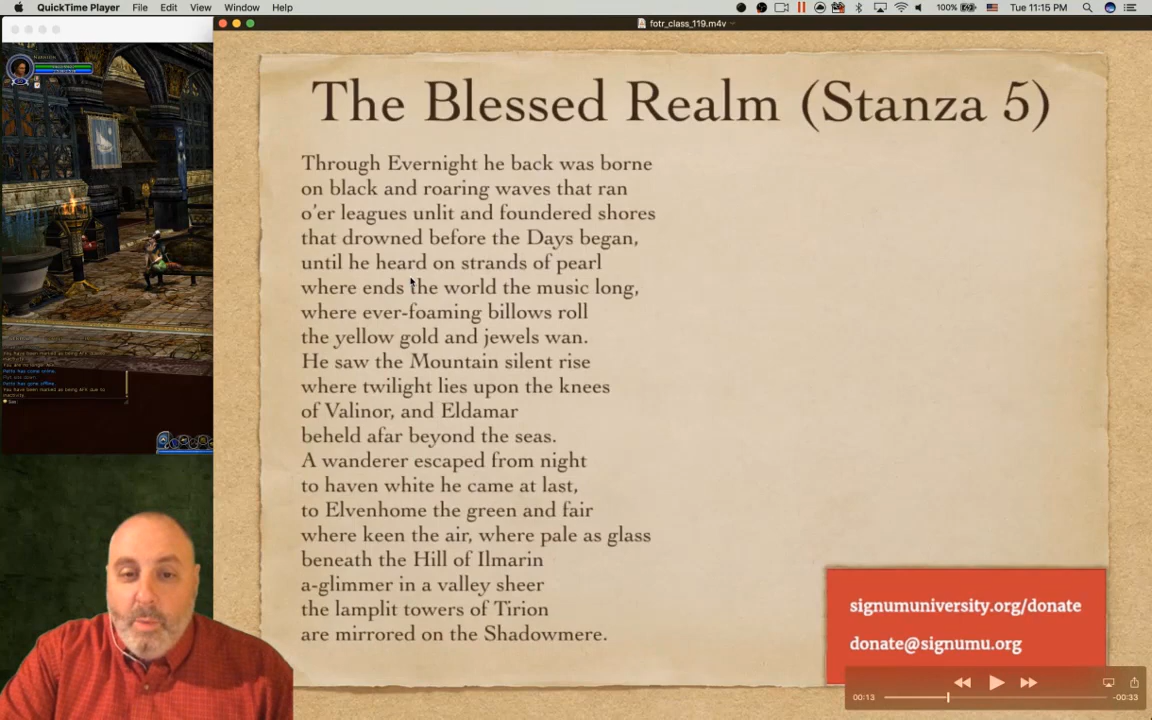 QuickTime Player File Edit View Window Help
100% Tue 11:15 PM
fotr_class_119.m4v
The Blessed Realm (Stanza 5)
Through Evernight he back was borne
on black and roaring waves that ran
o'er leagues unlit and foundered shores
that drowned before the Days began,
until he heard on strands of pearl
where ends the world the music long,
where ever-foaming billows roll
the yellow gold and jewels wan.
He saw the Mountain silent rise
where twilight lies upon the knees
of Valinor, and Eldamar
beheld afar beyond the seas.
A wanderer escaped from night
to haven white he came at last,
to Elvenhome the green and fair
where keen the air, where pale as glass
beneath the Hill of Ilmarin
a-glimmer in a valley sheer
the lamplit towers of Tirion
are mirrored on the Shadowmere.
signumuniversity.org/donate
donate@signumu.org
00:13
-00:33